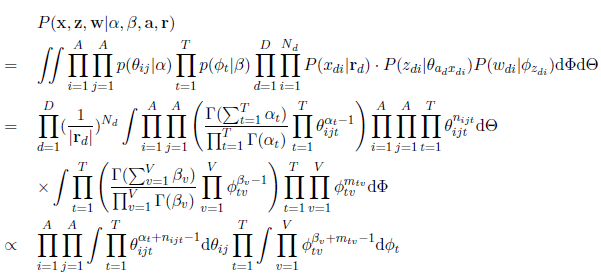 P(x, z, w|α, β, a, r)
= ∬ ∏_{i=1}^{A} ∏_{j=1}^{A} p(θ_{ij}|α) ∏_{t=1}^{T} p(ϕ_t|β) ∏_{d=1}^{D} ∏_{i=1}^{N_d} P(x_{di}|r_d) · P(z_{di}|θ_{a_d x_{di}}) P(w_{di}|ϕ_{z_{di}}) dΦdΘ
= ∏_{d=1}^{D} (1/|r_d|)^{N_d} ∫ ∏_{i=1}^{A} ∏_{j=1}^{A} ( Γ(∑_{t=1}^{T} α_t) / ∏_{t=1}^{T} Γ(α_t) ∏_{t=1}^{T} θ_{ijt}^{α_t−1} ) ∏_{i=1}^{A} ∏_{j=1}^{A} ∏_{t=1}^{T} θ_{ijt}^{n_{ijt}} dΘ
× ∫ ∏_{t=1}^{T} ( Γ(∑_{v=1}^{V} β_v) / ∏_{v=1}^{V} Γ(β_v) ∏_{v=1}^{V} ϕ_{tv}^{β_v−1} ) ∏_{t=1}^{T} ∏_{v=1}^{V} ϕ_{tv}^{m_{tv}} dΦ
∝ ∏_{i=1}^{A} ∏_{j=1}^{A} ∫ ∏_{t=1}^{T} θ_{ijt}^{α_t+n_{ijt}−1} dθ_{ij} ∏_{t=1}^{T} ∫ ∏_{v=1}^{V} ϕ_{tv}^{β_v+m_{tv}−1} dϕ_t